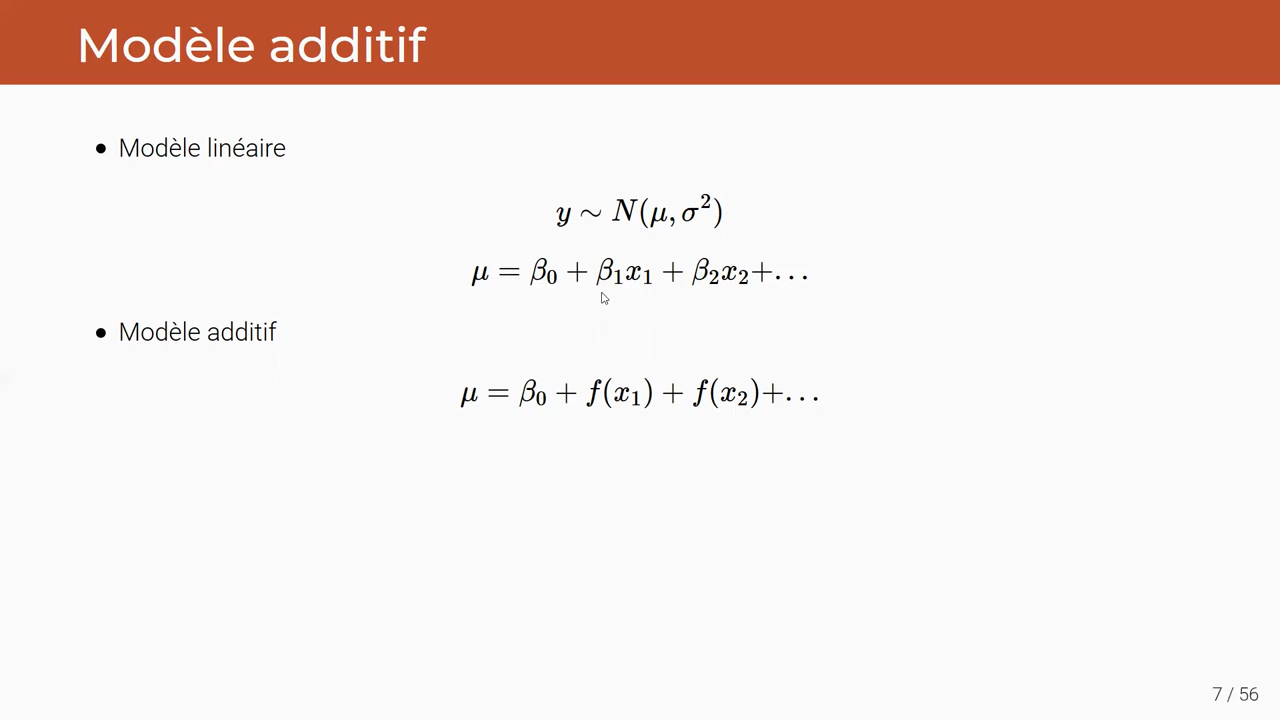 Modèle additif
• Modèle linéaire
y ∼ N(μ, σ²)
μ = β₀ + β₁x₁ + β₂x₂+…
• Modèle additif
μ = β₀ + f(x₁) + f(x₂)+…
7 / 56